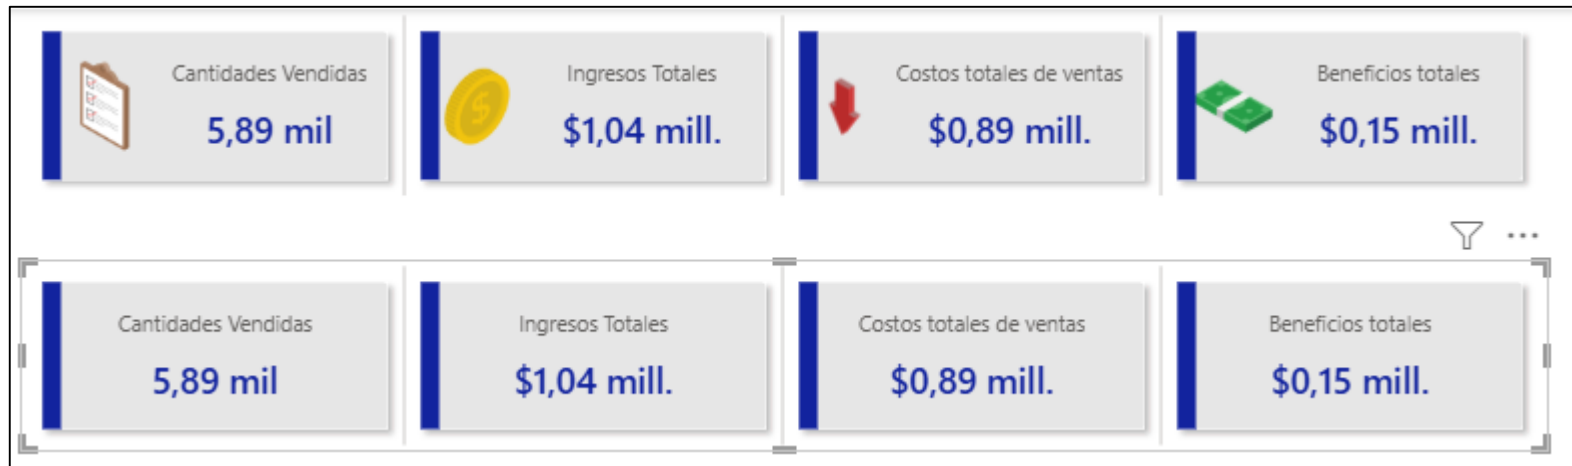 Cantidades Vendidas
5,89 mil
Ingresos Totales
$1,04 mill.
Costos totales de ventas
$0,89 mill.
Beneficios totales
$0,15 mill.
Cantidades Vendidas
5,89 mil
Ingresos Totales
$1,04 mill.
Costos totales de ventas
$0,89 mill.
Beneficios totales
$0,15 mill.